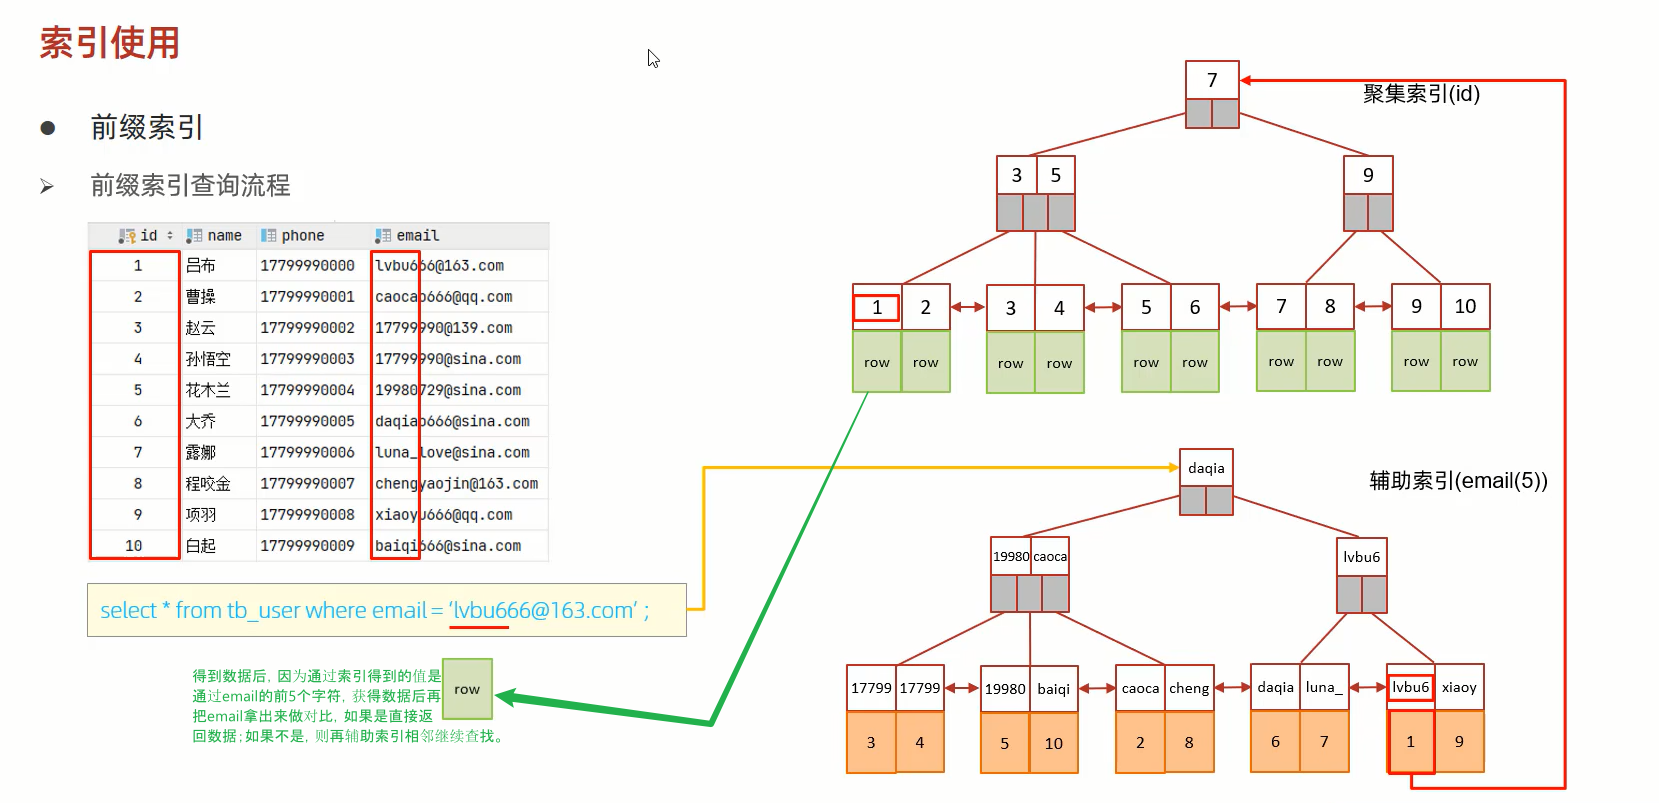 索引使用
前缀索引
前缀索引查询流程
id name phone email
1 吕布 17799990000 lvbu666@163.com
2 曹操 17799990001 caocao666@qq.com
3 赵云 17799990002 17799990@139.com
4 孙悟空 17799990003 17799990@sina.com
5 花木兰 17799990004 19980729@sina.com
6 大乔 17799990005 daqiao666@sina.com
7 露娜 17799990006 luna_love@sina.com
8 程咬金 17799990007 chengyaojin@163.com
9 项羽 17799990008 xiaoyu666@qq.com
10 白起 17799990009 baiqi666@sina.com
select * from tb_user where email = ‘lvbu666@163.com’ ;
得到数据后, 因为通过索引得到的值是
通过email的前5个字符, 获得数据后再
把email拿出来做对比, 如果是直接返
回数据;如果不是, 则再辅助索引相邻继续查找。
row
7
聚集索引(id)
3 5
9
1 2 3 4 5 6 7 8 9 10
row row row row row row row row row row
daqia
辅助索引(email(5))
19980 caoca
lvbu6
17799 17799 19980 baiqi caoca cheng daqia luna_ lvbu6 xiaoy
3 4 5 10 2 8 6 7 1 9